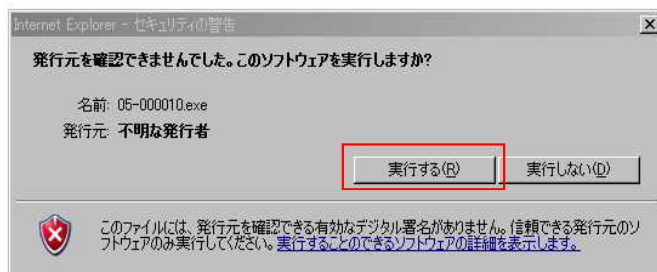 Internet Explorer - セキュリティの警告
発行元を確認できませんでした。このソフトウェアを実行しますか?
名前: 05-000010.exe
発行元: 不明な発行者
実行する(R) 実行しない(D)
このファイルには、発行元を確認できる有効なデジタル署名がありません。信頼できる発行元のソ
フトウェアのみ実行してください。実行することのできるソフトウェアの詳細を表示します。